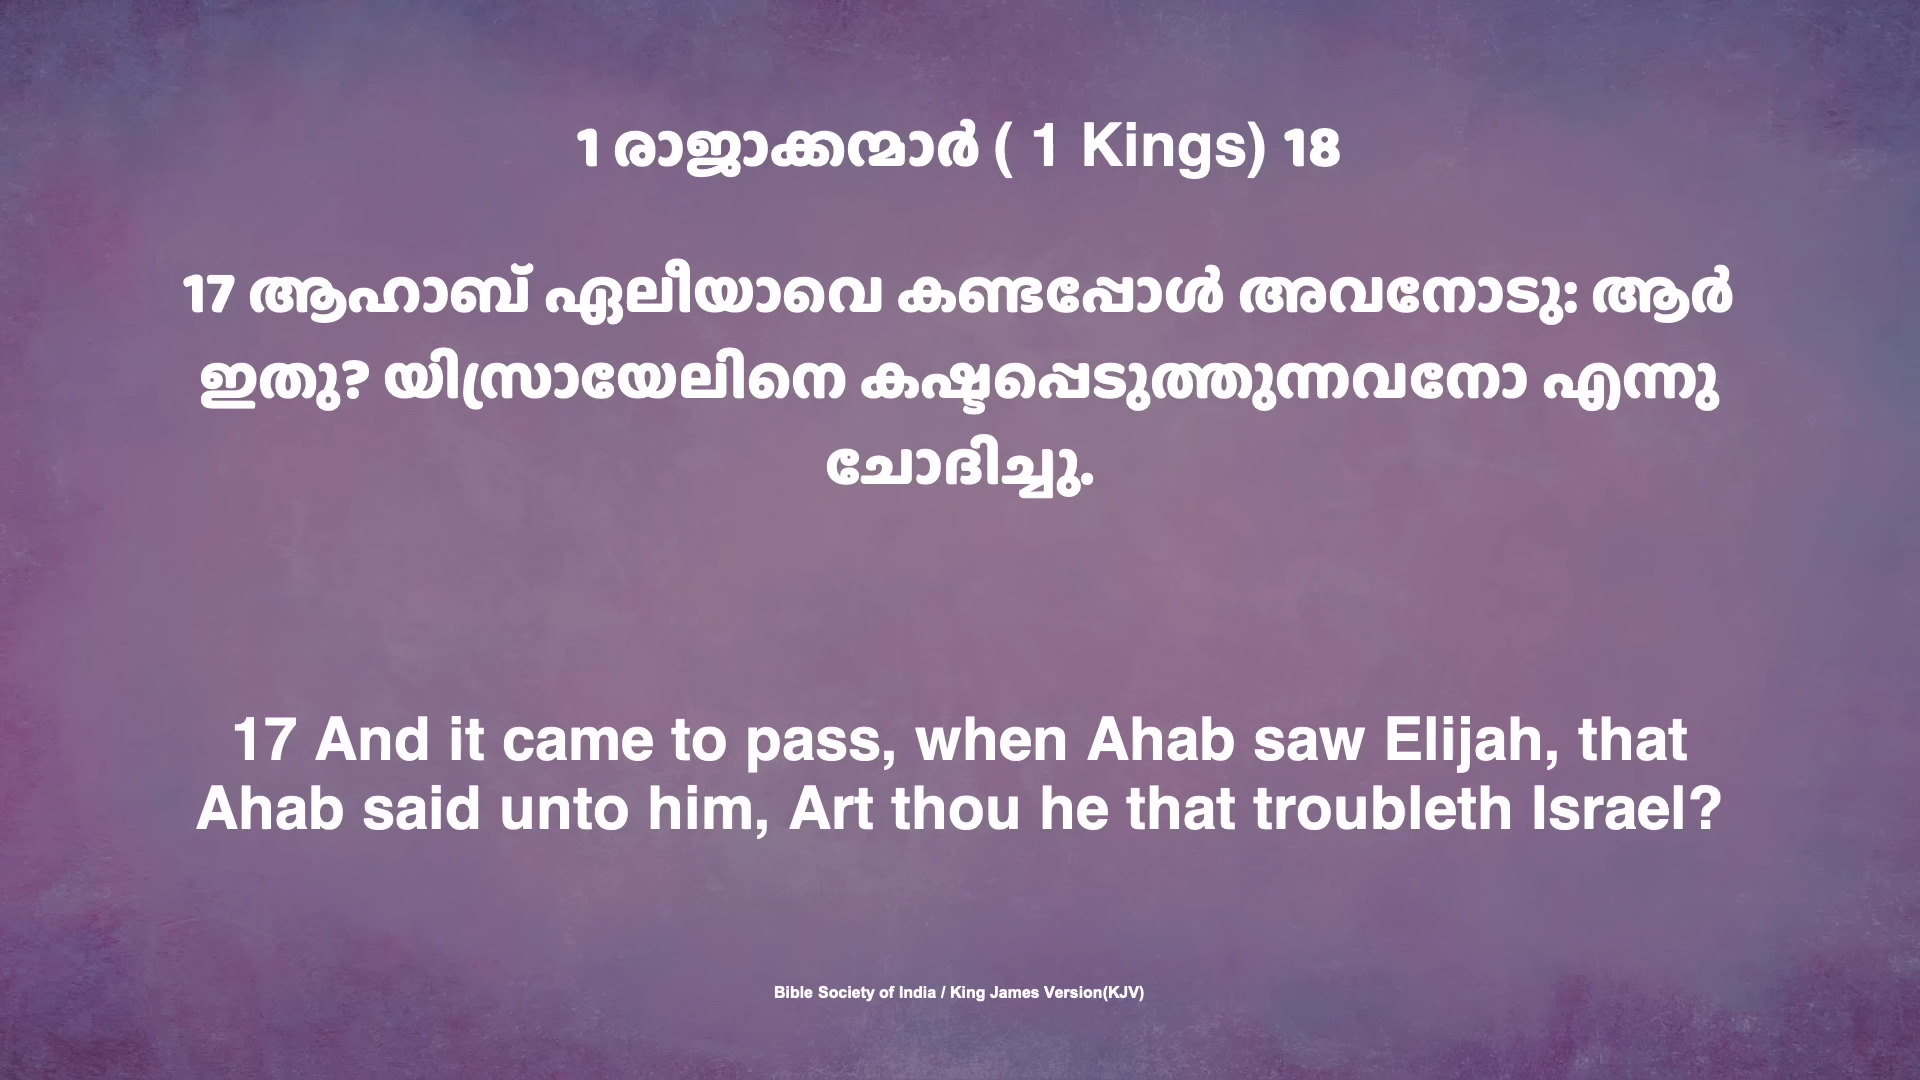 1 രാജാക്കന്മാർ ( 1 Kings) 18
17 ആഹാബ് ഏലീയാവെ കണ്ടപ്പോൾ അവനോടു: ആർ
ഇതു? യിസ്രായേലിനെ കഷ്ടപ്പെടുത്തുന്നവനോ എന്നു
ചോദിച്ചു.
17 And it came to pass, when Ahab saw Elijah, that
Ahab said unto him, Art thou he that troubleth Israel?
Bible Society of India / King James Version(KJV)